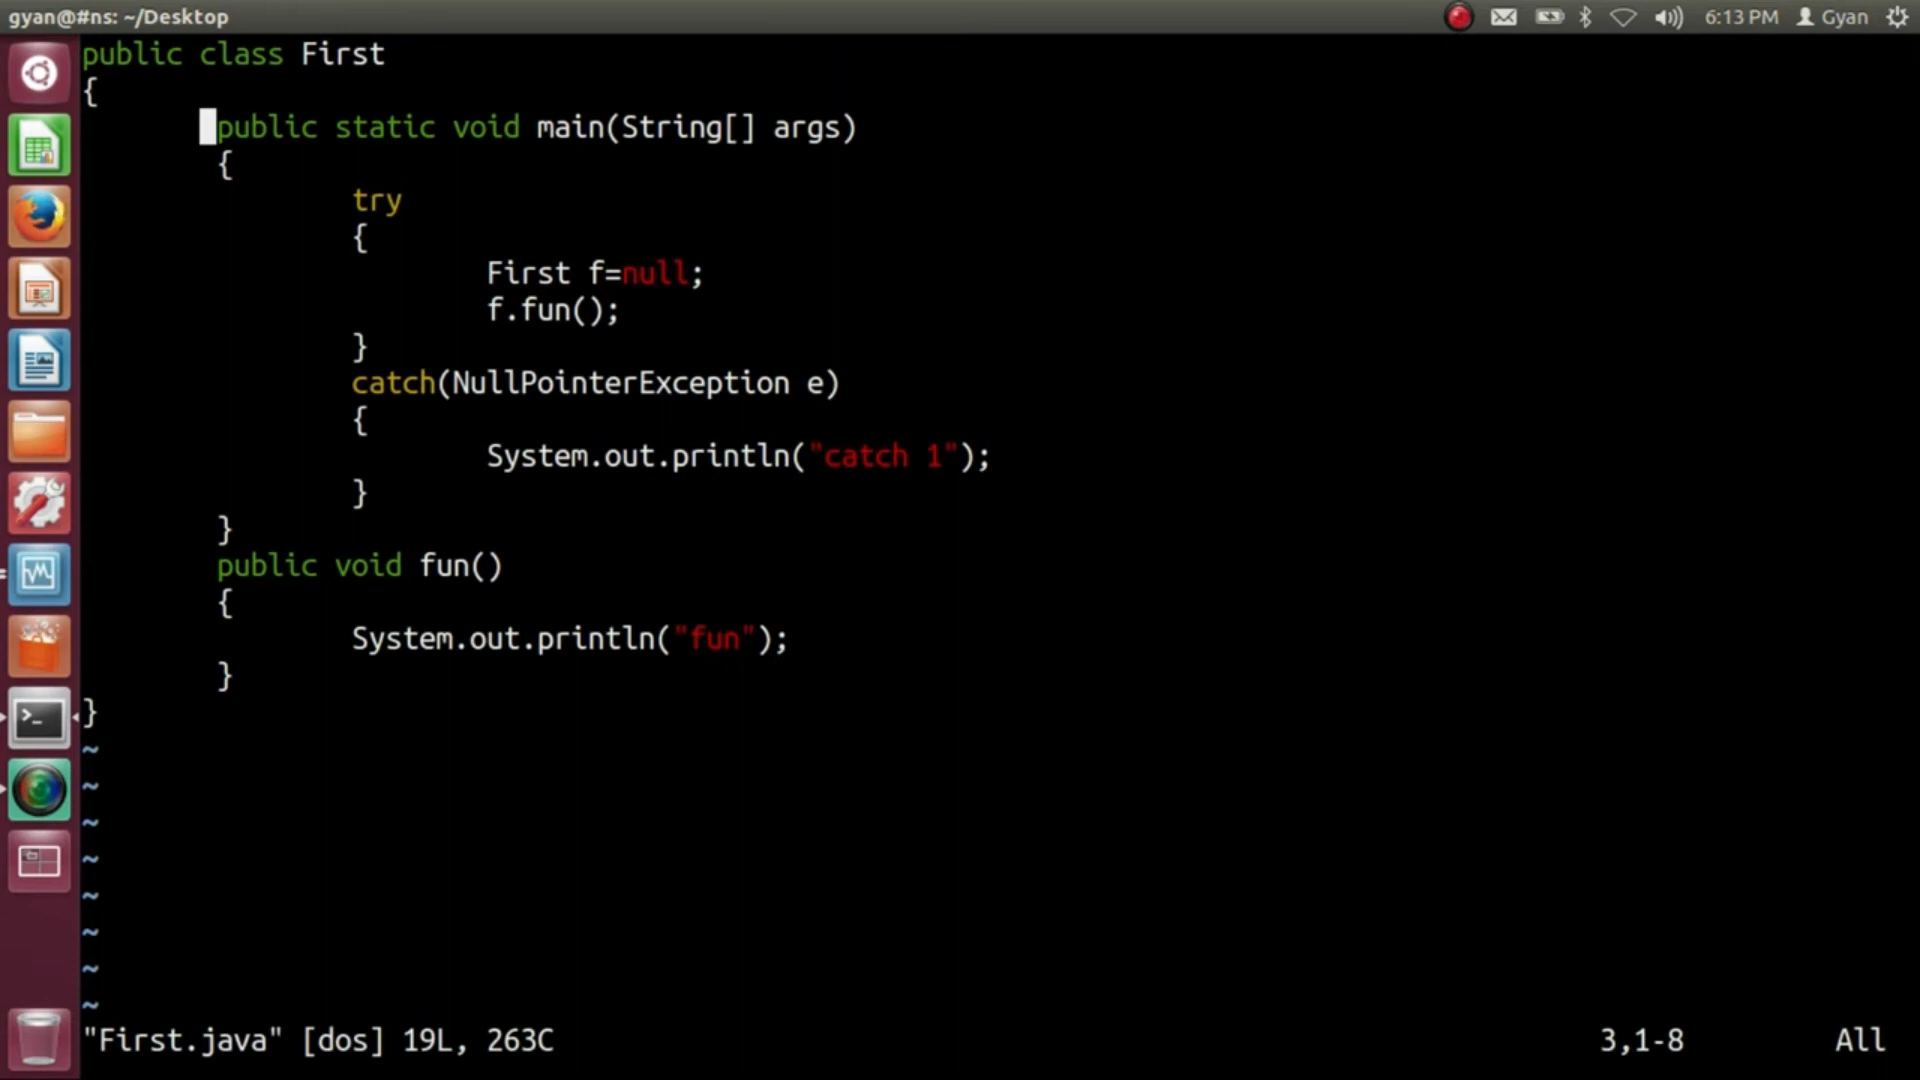 gyan@#ns: ~/Desktop
6:13 PM Gyan
public class First
{
public static void main(String[] args)
{
try
{
First f=null;
f.fun();
}
catch(NullPointerException e)
{
System.out.println("catch 1");
}
}
public void fun()
{
System.out.println("fun");
}
}
~
~
~
~
~
~
~
~
"First.java" [dos] 19L, 263C 3,1-8 All